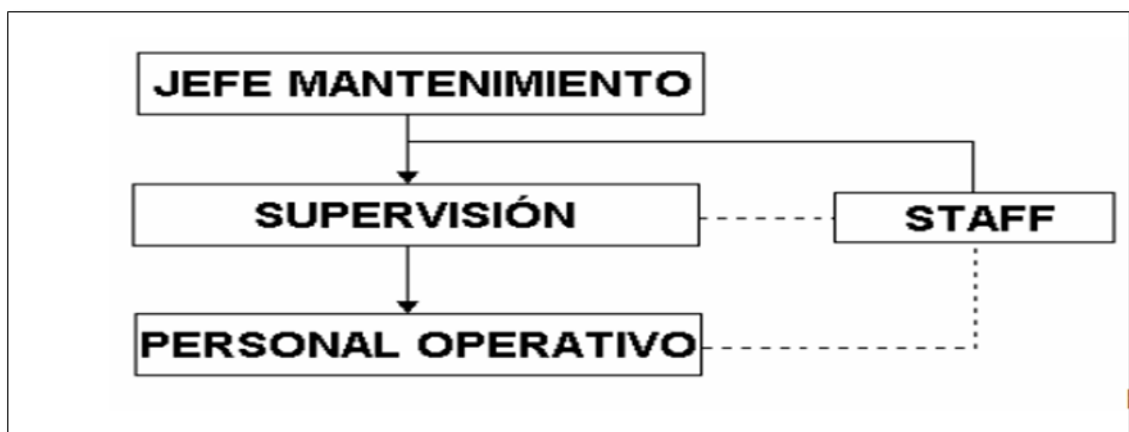 JEFE MANTENIMIENTO
SUPERVISIÓN
STAFF
PERSONAL OPERATIVO